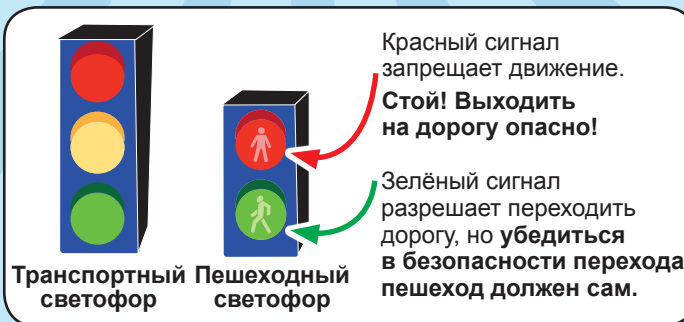 Красный сигнал
запрещает движение.
Стой! Выходить
на дорогу опасно!
Зелёный сигнал
разрешает переходить
дорогу, но убедиться
в безопасности перехода
пешеход должен сам.
Транспортный светофор
Пешеходный светофор